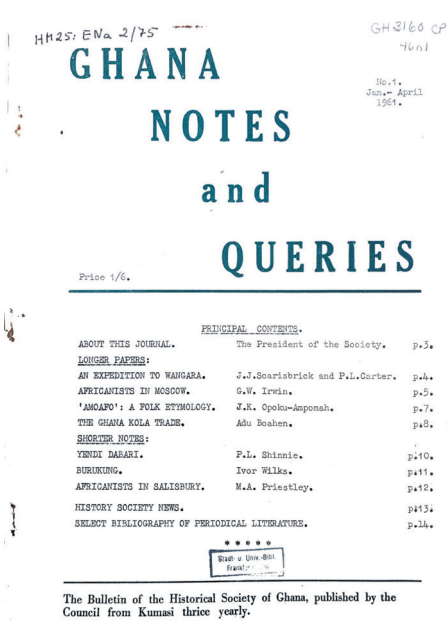 HM25: ENa 2/75
GH 3160 CP
GHANA
No.1.
Jan.- April
1961.
NOTES
and
QUERIES
Price 1/6.
PRINCIPAL CONTENTS.
ABOUT THIS JOURNAL. The President of the Society. p.3.
LONGER PAPERS:
AN EXPEDITION TO WANGARA. J.J.Scarisbrick and P.L.Carter. p.4.
AFRICANISTS IN MOSCOW. G.W. Irwin. p.5.
'AMOAFO': A FOLK ETYMOLOGY. J.K. Opoku-Ampomah. p.7.
THE GHANA KOLA TRADE. Adu Boahen. p.8.
SHORTER NOTES:
YENDI DABARI. P.L. Shinnie. p.10.
BURUKUNG. Ivor Wilks. p.11.
AFRICANISTS IN SALISBURY. M.A. Priestley. p.12.
HISTORY SOCIETY NEWS. p.13.
SELECT BIBLIOGRAPHY OF PERIODICAL LITERATURE. p.14.
* * * * *
Stadt- u. Univ.-Bibl.
The Bulletin of the Historical Society of Ghana, published by the
Council from Kumasi thrice yearly.